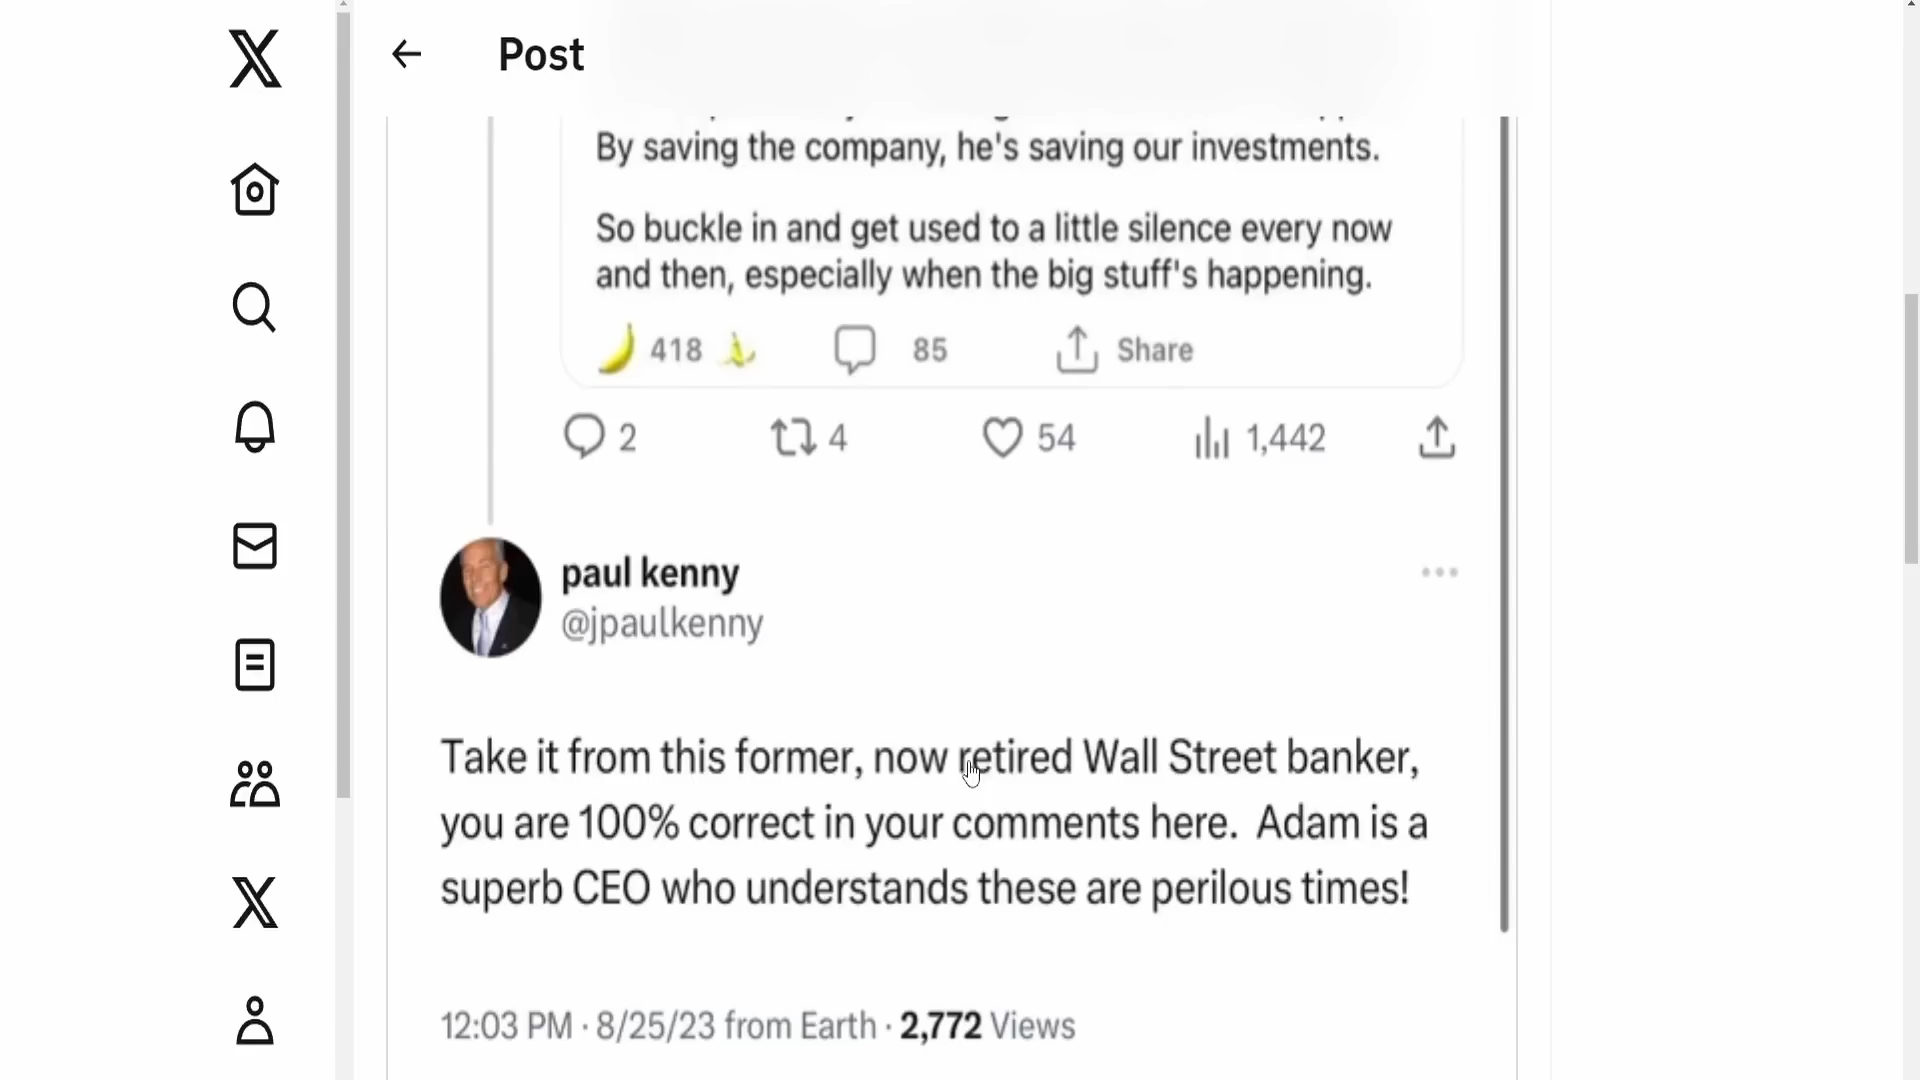 Post
By saving the company, he's saving our investments.
So buckle in and get used to a little silence every now
and then, especially when the big stuff's happening.
418 85 Share
2 4 54 1,442
paul kenny
@jpaulkenny
Take it from this former, now retired Wall Street banker,
you are 100% correct in your comments here. Adam is a
superb CEO who understands these are perilous times!
12:03 PM · 8/25/23 from Earth · 2,772 Views